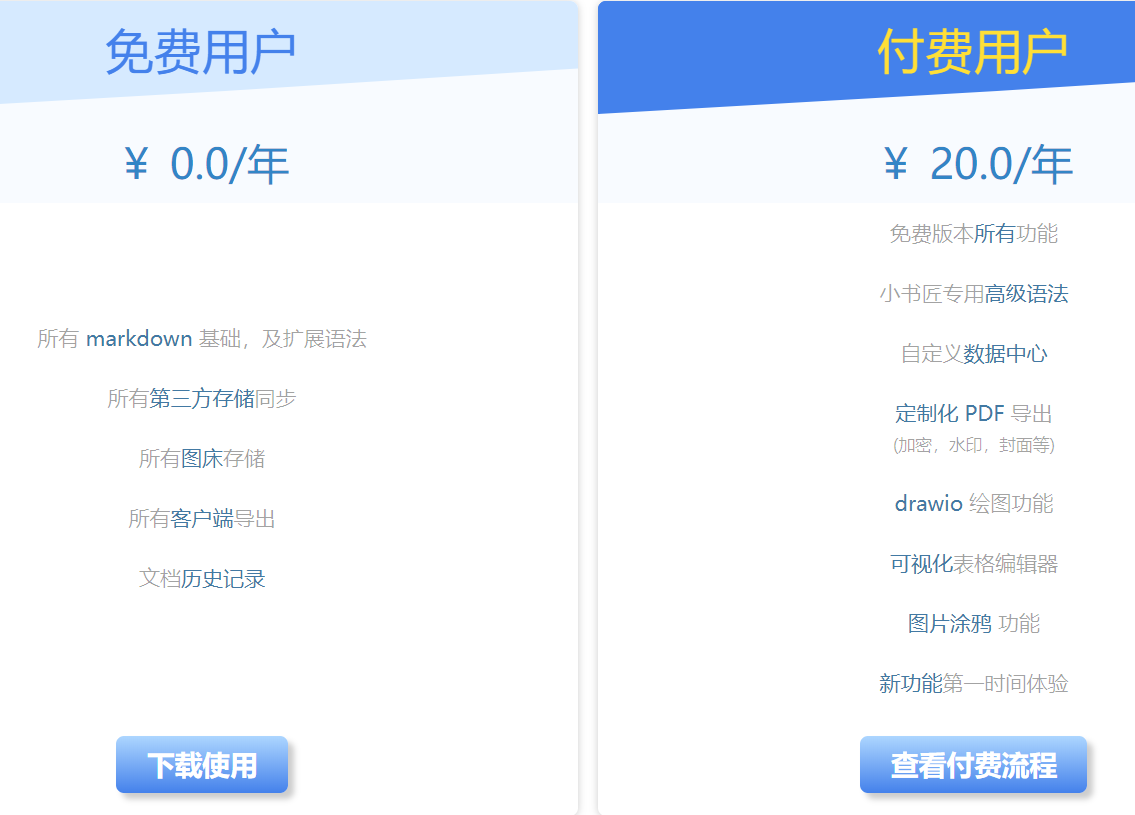 免费用户
¥ 0.0/年
所有 markdown 基础，及扩展语法
所有第三方存储同步
所有图床存储
所有客户端导出
文档历史记录
下载使用
付费用户
¥ 20.0/年
免费版本所有功能
小书匠专用高级语法
自定义数据中心
定制化 PDF 导出
(加密，水印，封面等)
drawio 绘图功能
可视化表格编辑器
图片涂鸦 功能
新功能第一时间体验
查看付费流程